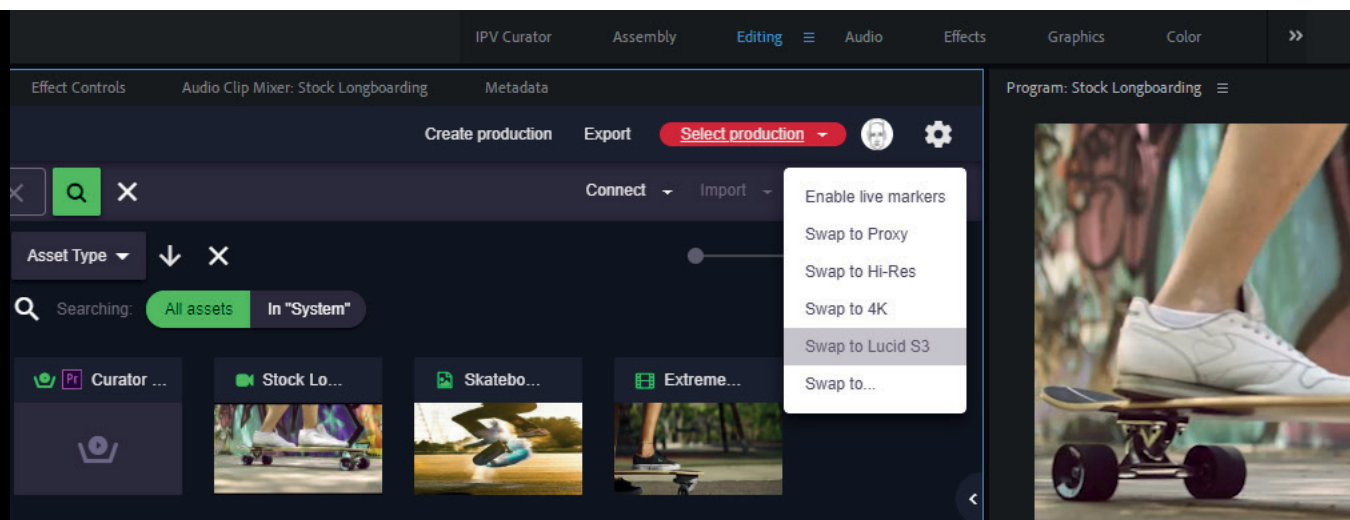 IPV Curator Assembly Editing Audio Effects Graphics Color
Effect Controls Audio Clip Mixer: Stock Longboarding Metadata Program: Stock Longboarding
Create production Export Select production
Connect Import
Enable live markers
Swap to Proxy
Asset Type
Swap to Hi-Res
Searching: All assets In "System"
Swap to 4K
Swap to Lucid S3
Swap to...
Pr Curator ... Stock Lo... Skatebo... Extreme...